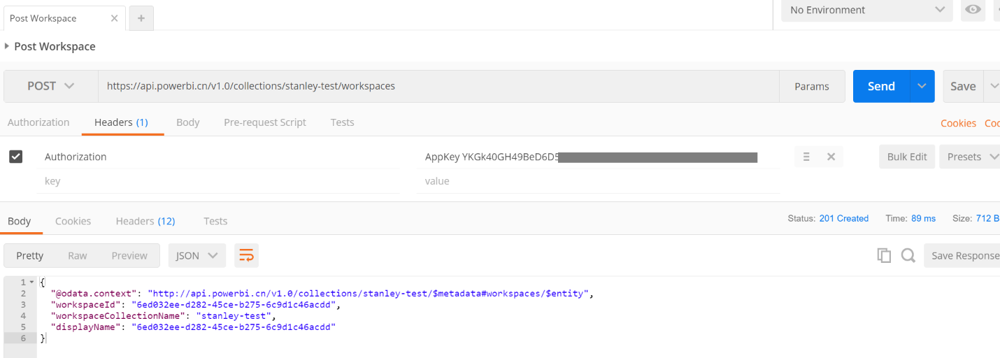 Post Workspace
No Environment
Post Workspace
POST https://api.powerbi.cn/v1.0/collections/stanley-test/workspaces Params Send Save
Authorization Headers (1) Body Pre-request Script Tests Cookies
Authorization AppKey YKGk40GH49BeD6D5 Bulk Edit Presets
key value
Body Cookies Headers (12) Tests Status: 201 Created Time: 89 ms Size: 712 B
Pretty Raw Preview JSON Save Response
1 {
2 "@odata.context": "http://api.powerbi.cn/v1.0/collections/stanley-test/$metadata#workspaces/$entity",
3 "workspaceId": "6ed032ee-d282-45ce-b275-6c9d1c46acdd",
4 "workspaceCollectionName": "stanley-test",
5 "displayName": "6ed032ee-d282-45ce-b275-6c9d1c46acdd"
6 }